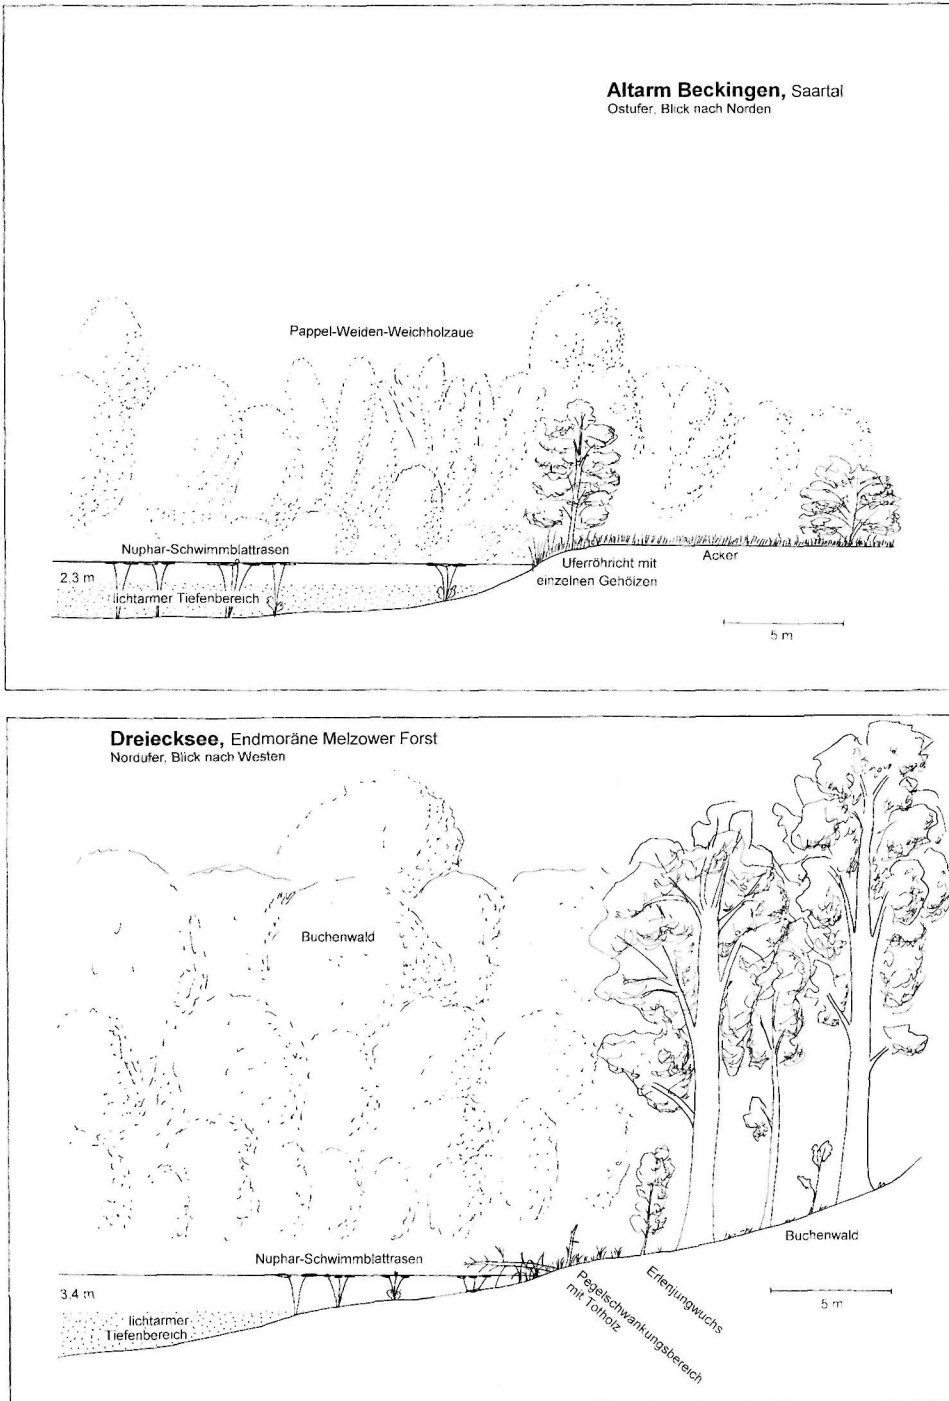 Altarm Beckingen, Saartal
Ostufer, Blick nach Norden
Pappel-Weiden-Weichholzaue
Nuphar-Schwimmblattrasen
2,3 m
lichtarmer Tiefenbereich
Uferröhricht mit
einzelnen Gehölzen
Acker
5 m
Dreiecksee, Endmoräne Melzower Forst
Nordufer, Blick nach Westen
Buchenwald
Buchenwald
Nuphar-Schwimmblattrasen
3,4 m
lichtarmer
Tiefenbereich
Pegelschwankungsbereich
mit Totholz
Erlenjungwuchs
5 m